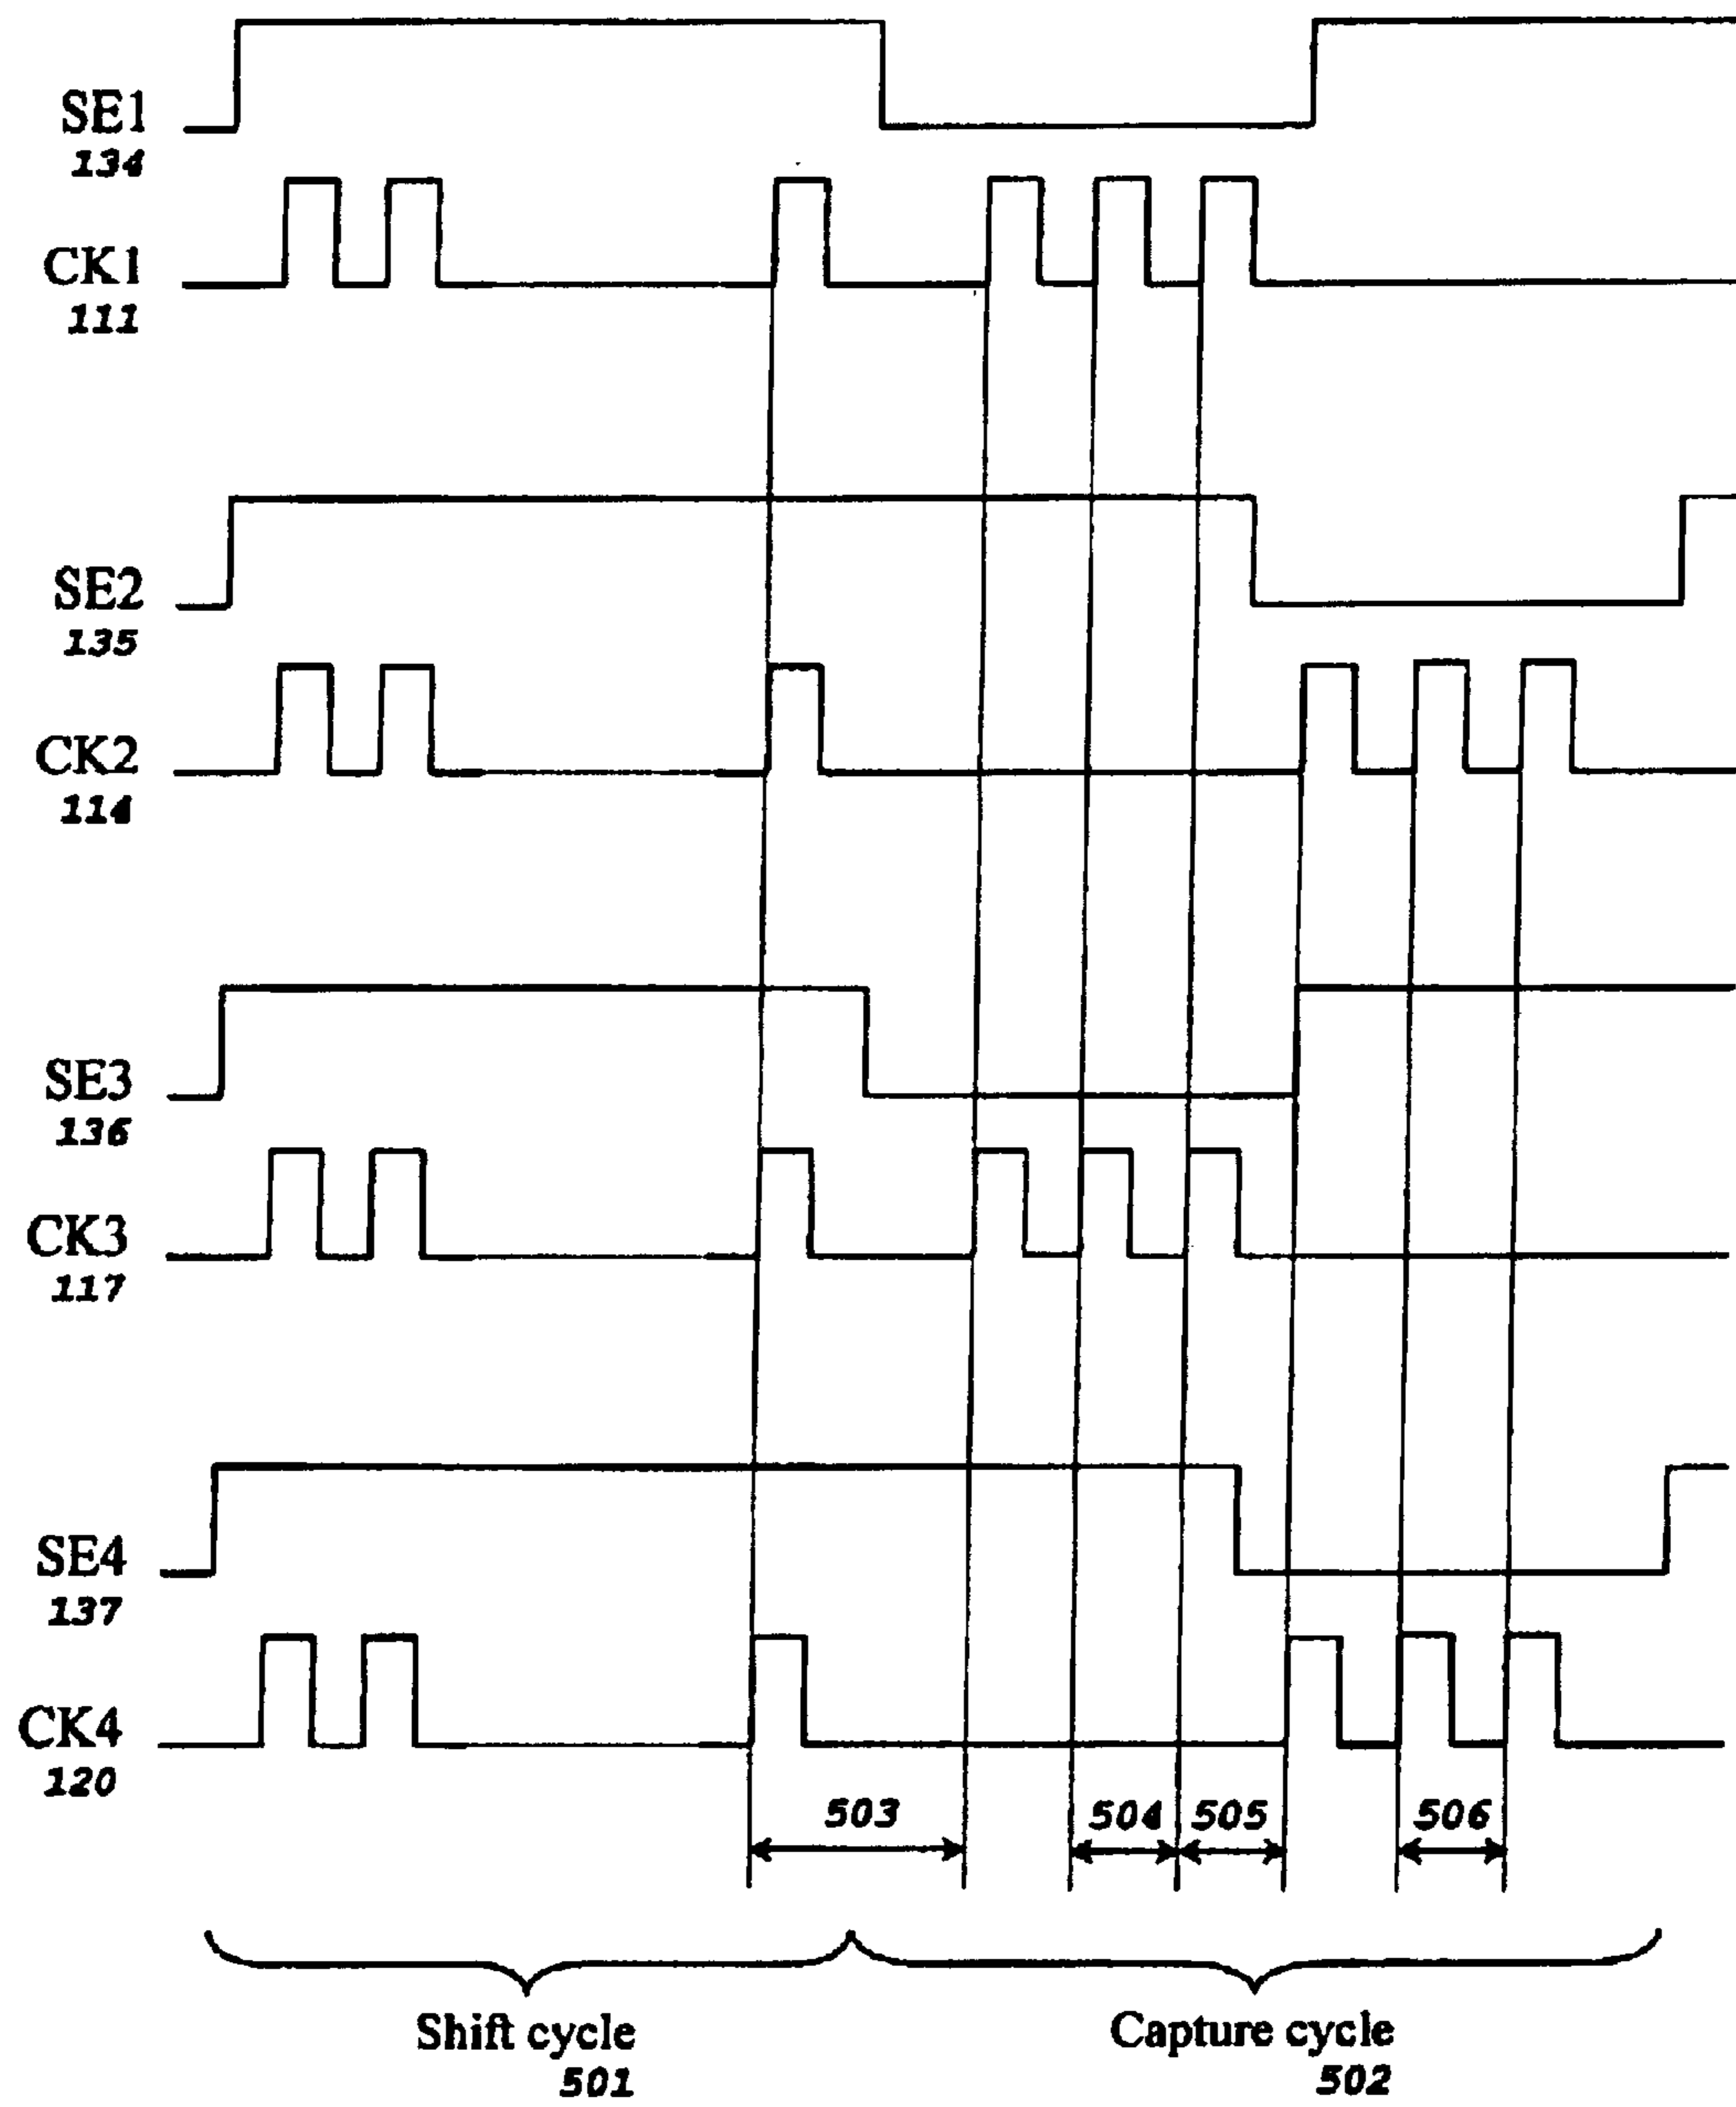 SE1
134
CK1
111
SE2
135
CK2
114
SE3
136
CK3
117
SE4
137
CK4
120
503 504 505 506
Shift cycle
501
Capture cycle
502